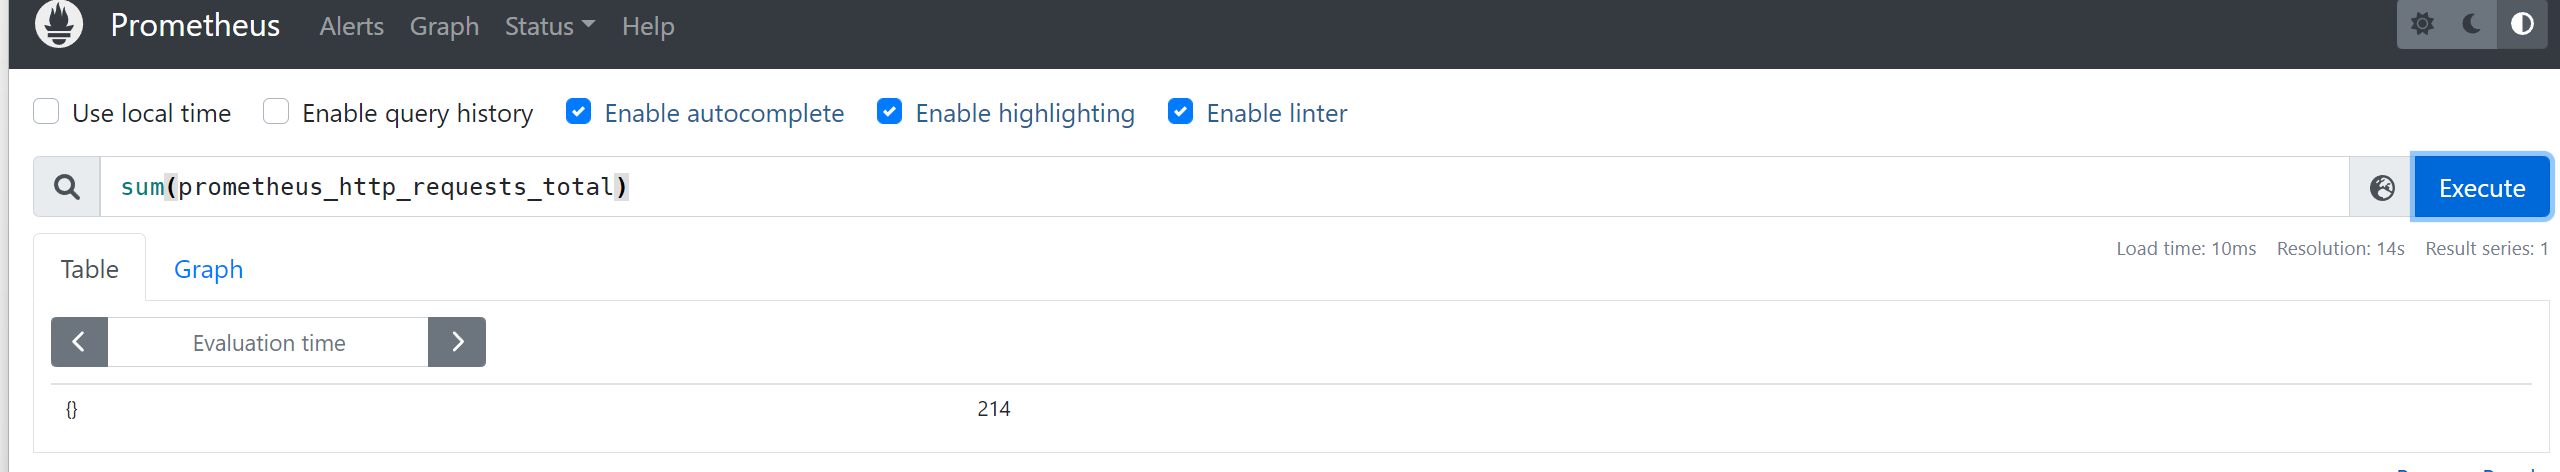 Prometheus Alerts Graph Status Help
Use local time Enable query history Enable autocomplete Enable highlighting Enable linter
sum(prometheus_http_requests_total) Execute
Table Graph Load time: 10ms Resolution: 14s Result series: 1
Evaluation time
{} 214